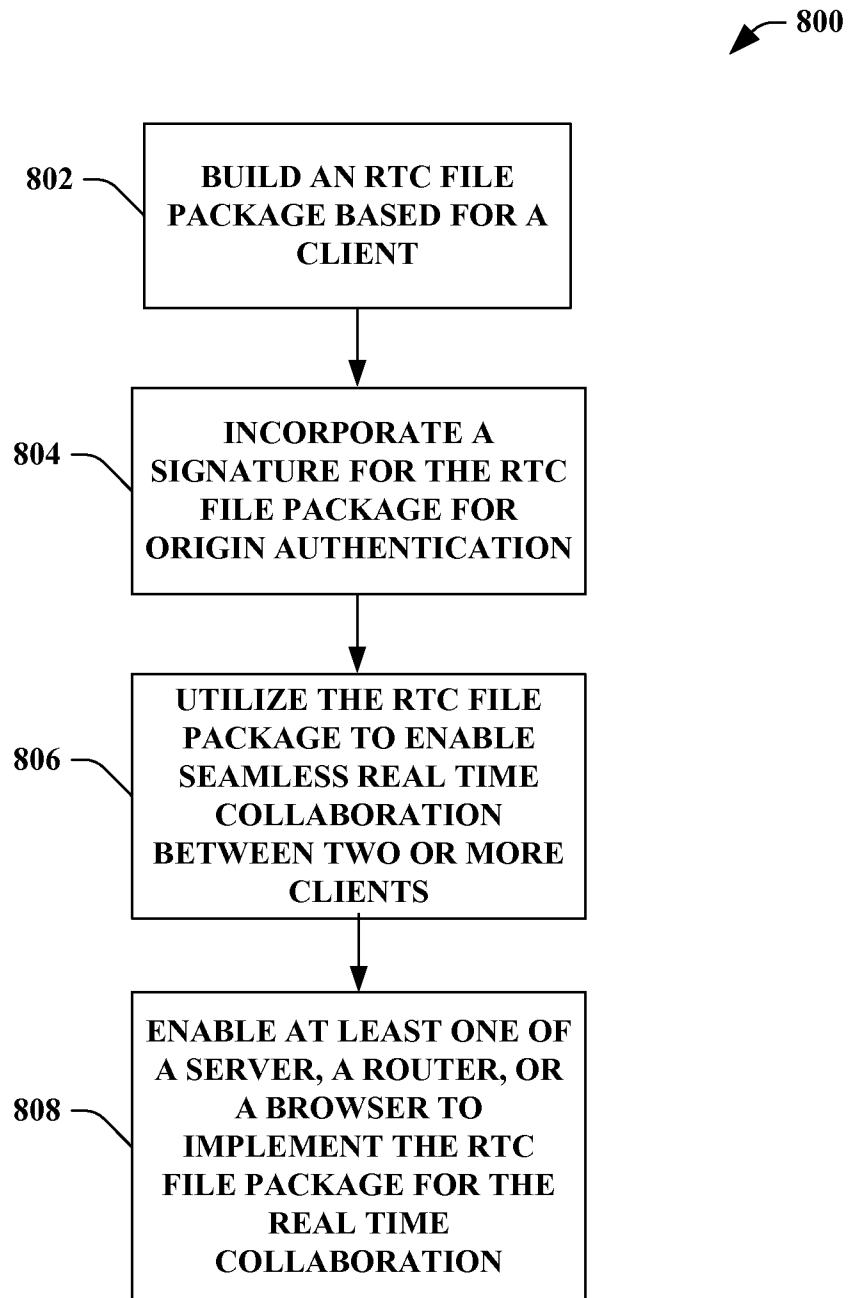 800
802
BUILD AN RTC FILE
PACKAGE BASED FOR A
CLIENT
804
INCORPORATE A
SIGNATURE FOR THE RTC
FILE PACKAGE FOR
ORIGIN AUTHENTICATION
806
UTILIZE THE RTC FILE
PACKAGE TO ENABLE
SEAMLESS REAL TIME
COLLABORATION
BETWEEN TWO OR MORE
CLIENTS
808
ENABLE AT LEAST ONE OF
A SERVER, A ROUTER, OR
A BROWSER TO
IMPLEMENT THE RTC
FILE PACKAGE FOR THE
REAL TIME
COLLABORATION